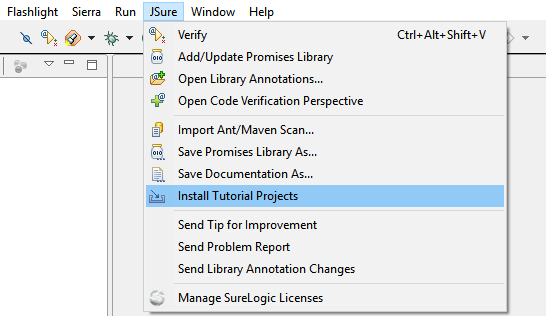 Flashlight Sierra Run JSure Window Help
Verify Ctrl+Alt+Shift+V
Add/Update Promises Library
Open Library Annotations...
Open Code Verification Perspective
Import Ant/Maven Scan...
Save Promises Library As...
Save Documentation As...
Install Tutorial Projects
Send Tip for Improvement
Send Problem Report
Send Library Annotation Changes
Manage SureLogic Licenses